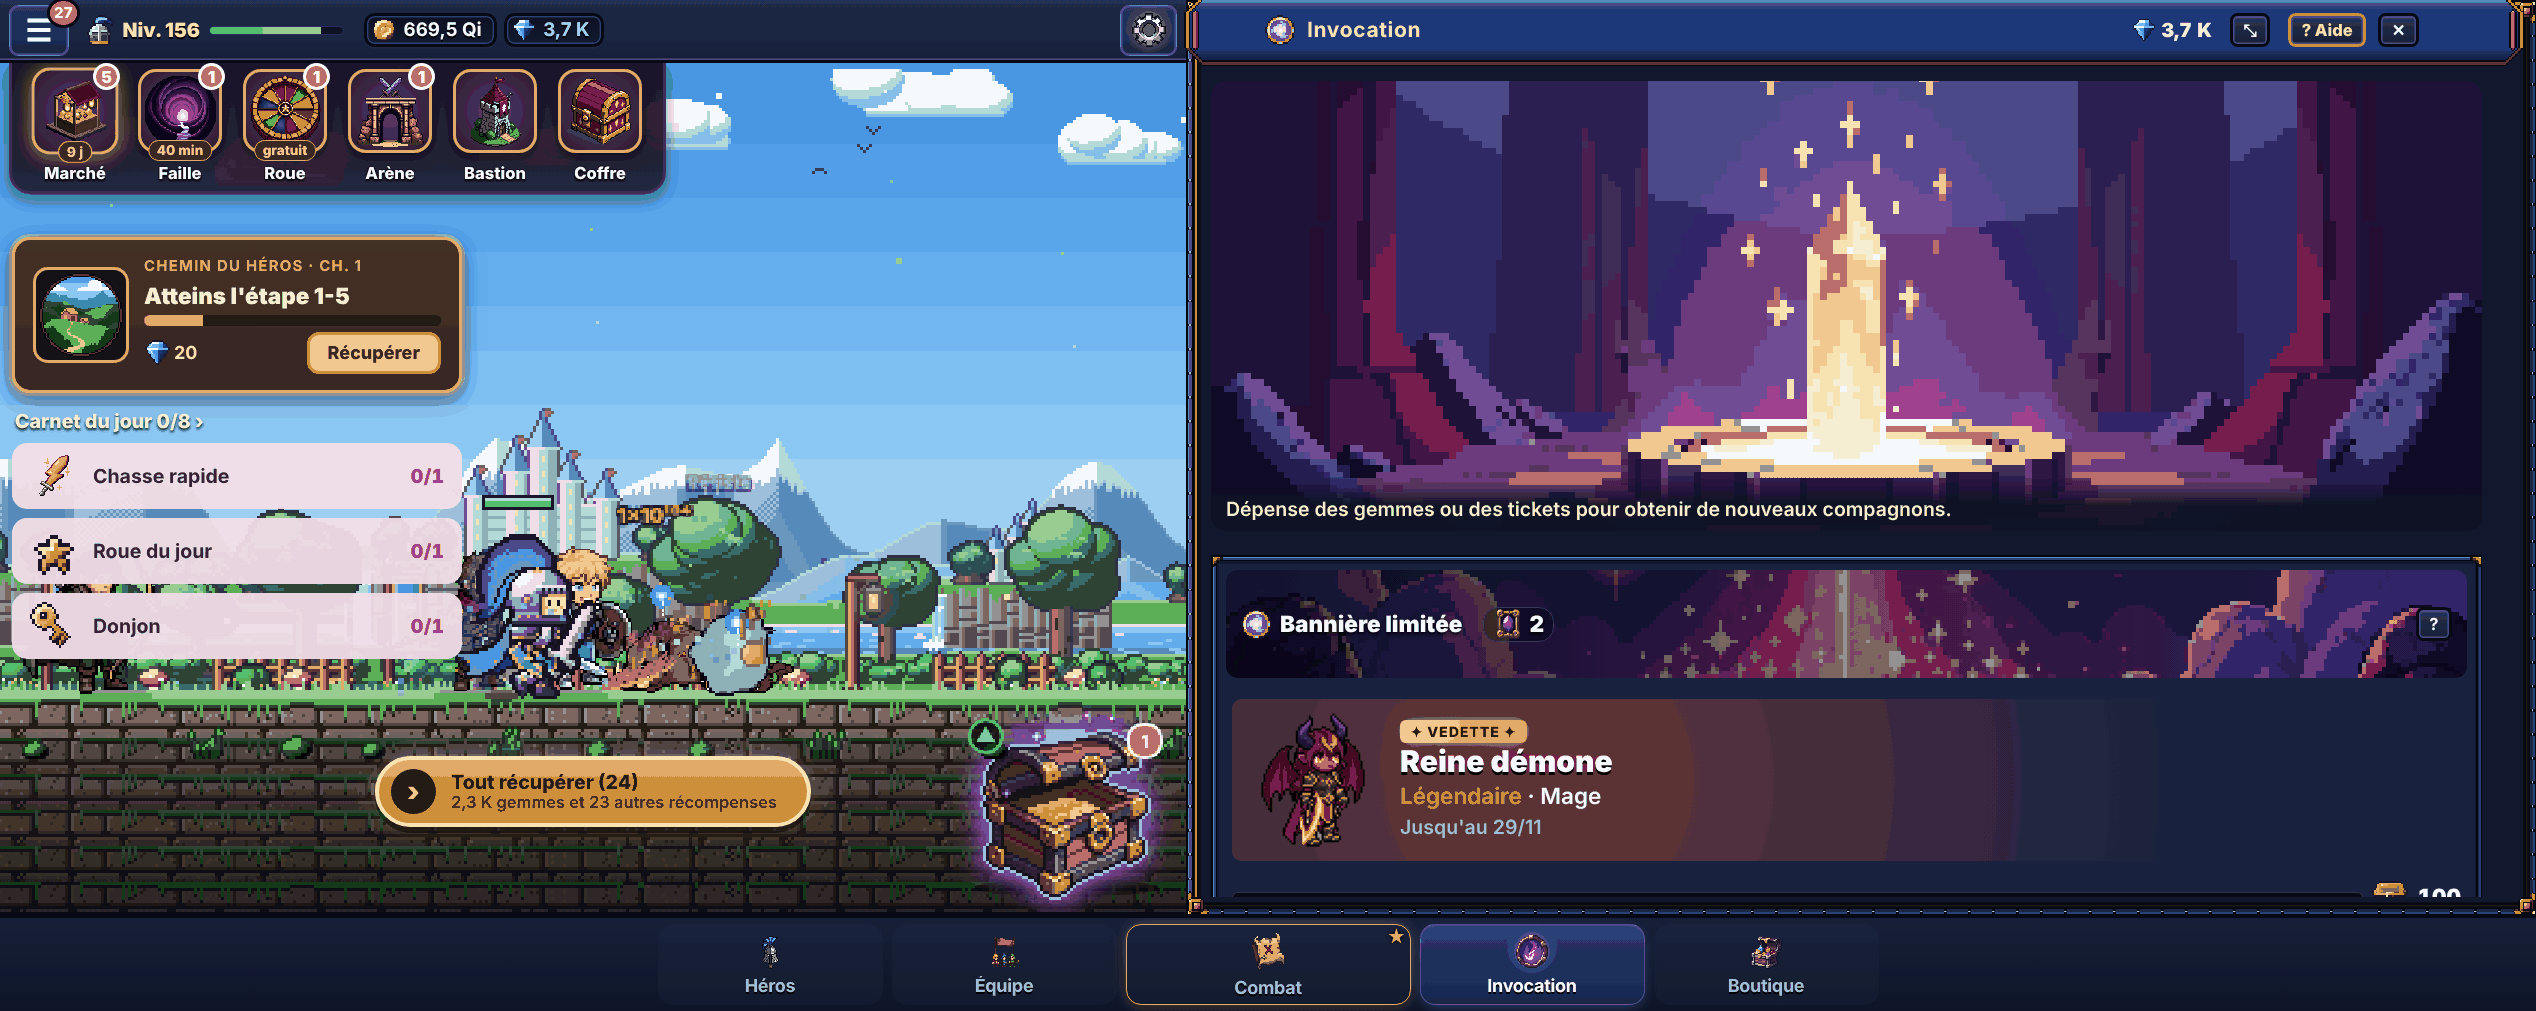 27
Niv. 156
669,5 Qi
3,7 K
5
9 j
Marché
1
40 min
Faille
1
gratuit
Roue
1
Arène
Bastion
Coffre
CHEMIN DU HÉROS · CH. 1
Atteins l'étape 1-5
20
Récupérer
Carnet du jour 0/8 ›
Chasse rapide 0/1
Roue du jour 0/1
Donjon 0/1
Tout récupérer (24)
2,3 K gemmes et 23 autres récompenses
1
Invocation
3,7 K
? Aide
Dépense des gemmes ou des tickets pour obtenir de nouveaux compagnons.
Bannière limitée
2
?
✦ VEDETTE ✦
Reine démone
Légendaire · Mage
Jusqu'au 29/11
100
Héros
Équipe
Combat
Invocation
Boutique